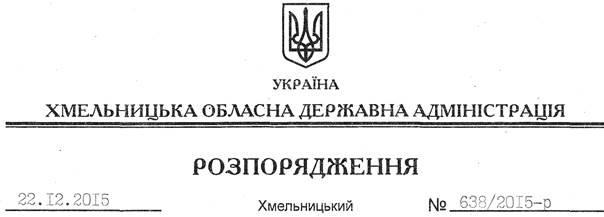 УКРАЇНА
ХМЕЛЬНИЦЬКА ОБЛАСНА ДЕРЖАВНА АДМІНІСТРАЦІЯ
РОЗПОРЯДЖЕННЯ
22.12.2015 Хмельницький № 638/2015-р